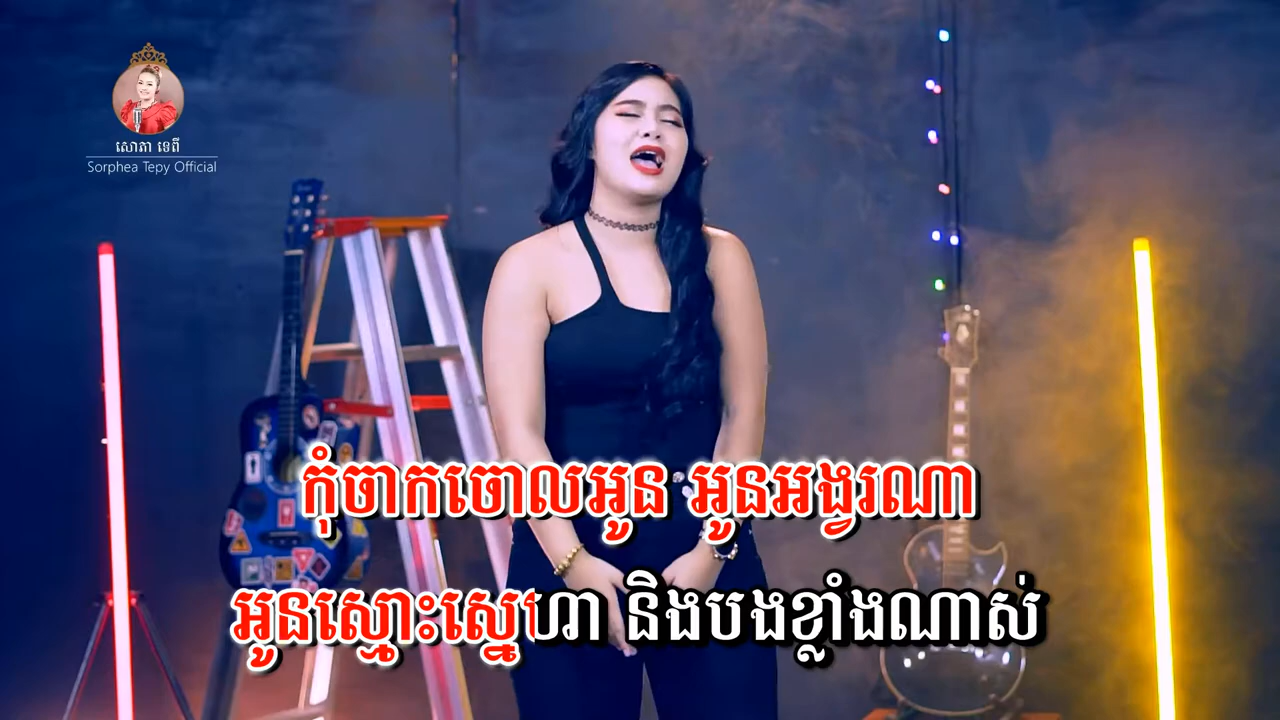 សោភា ទេពី
Sorphea Tepy Official
កុំចាកចោលអូន អូនអង្វរណា
អូនស្មោះស្នេហា និងបងខ្លាំងណាស់